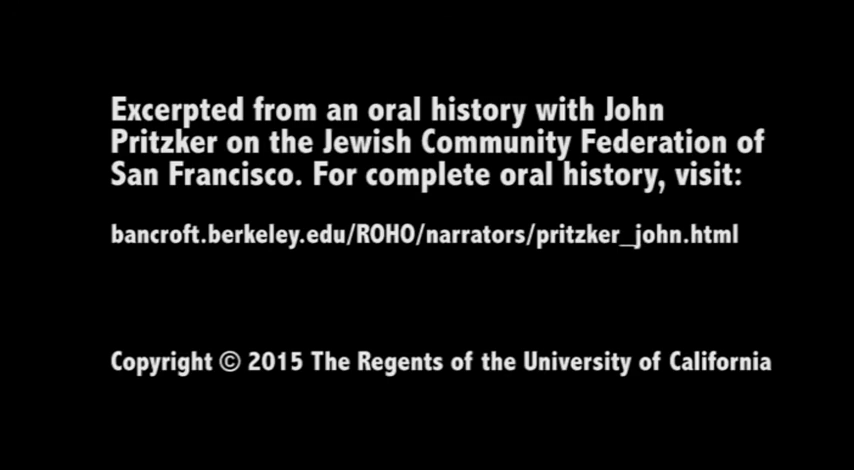 Excerpted from an oral history with John
Pritzker on the Jewish Community Federation of
San Francisco. For complete oral history, visit:
bancroft.berkeley.edu/ROHO/narrators/pritzker_john.html
Copyright © 2015 The Regents of the University of California